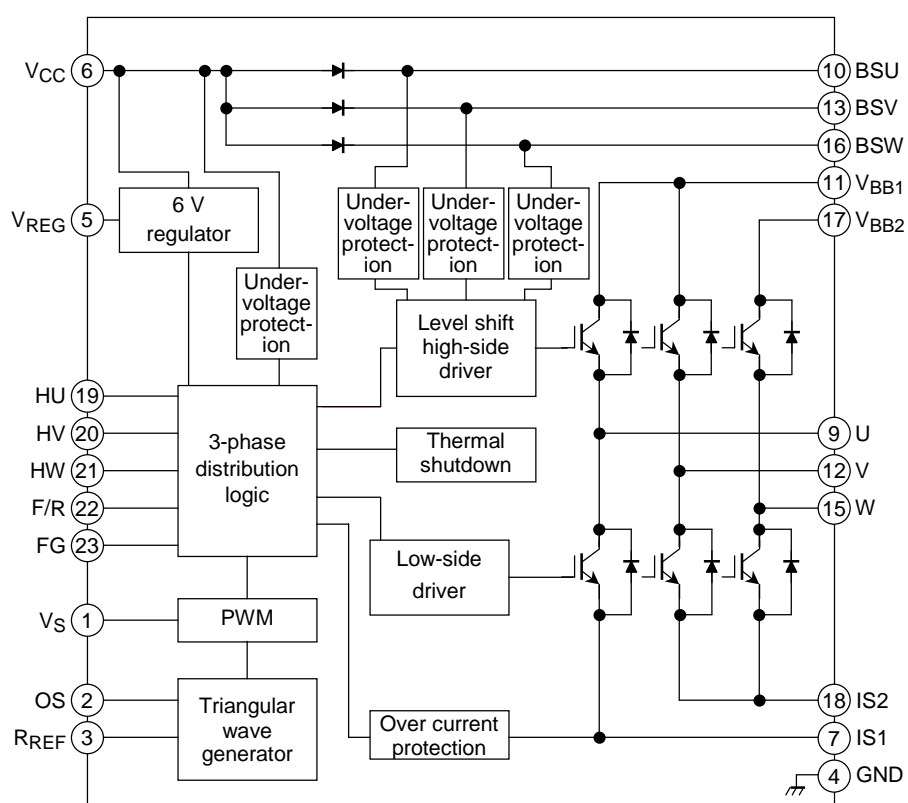 VCC 6
10 BSU
13 BSV
16 BSW
11 VBB1
17 VBB2
VREG 5
6 V
regulator
Under-
voltage
protect-
ion
Under-
voltage
protect-
ion
Under-
voltage
protect-
ion
Under-
voltage
protect-
ion
Level shift
high-side
driver
HU 19
HV 20
HW 21
F/R 22
FG 23
3-phase
distribution
logic
Thermal
shutdown
9 U
12 V
15 W
Low-side
driver
VS 1
PWM
OS 2
RREF 3
Triangular
wave
generator
Over current
protection
18 IS2
7 IS1
4 GND